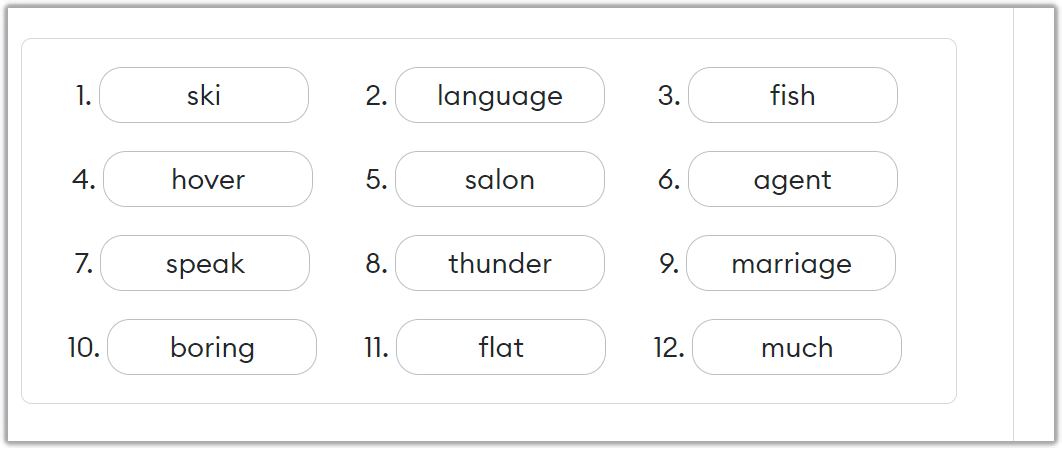 1. ski 2. language 3. fish
4. hover 5. salon 6. agent
7. speak 8. thunder 9. marriage
10. boring 11. flat 12. much